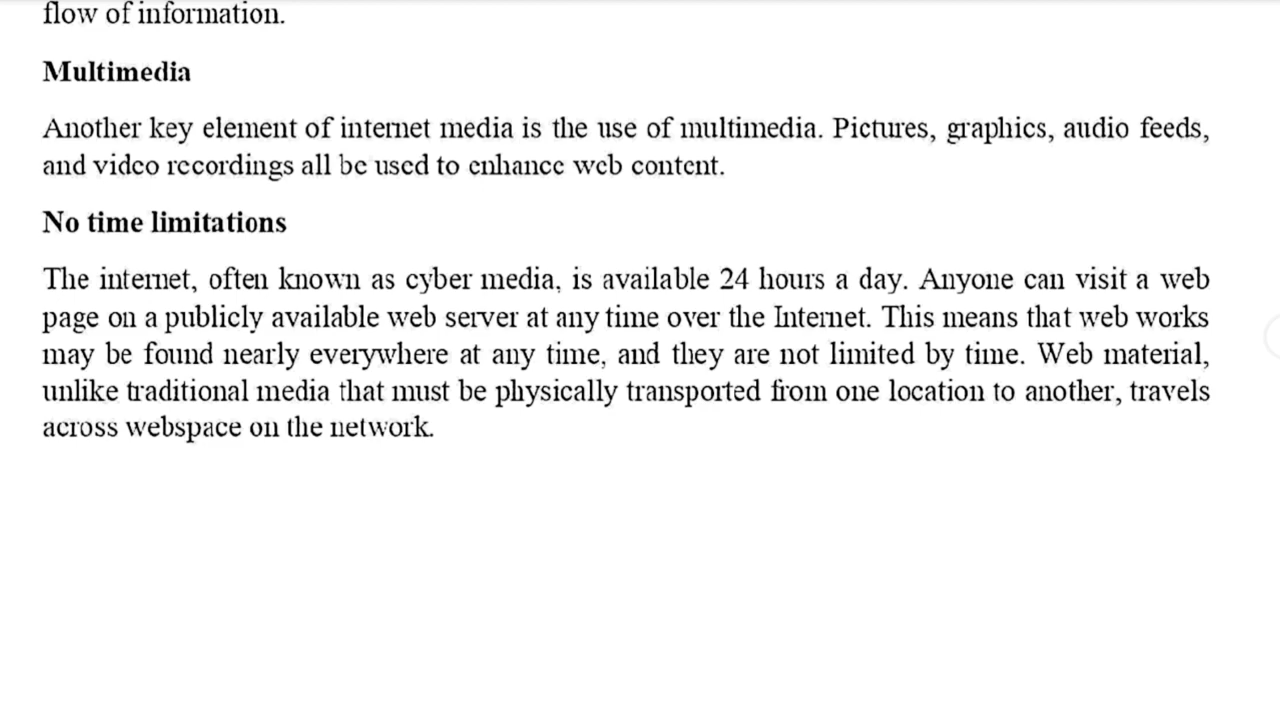 flow of information.
Multimedia
Another key element of internet media is the use of multimedia. Pictures, graphics, audio feeds,
and video recordings all be used to enhance web content.
No time limitations
The internet, often known as cyber media, is available 24 hours a day. Anyone can visit a web
page on a publicly available web server at any time over the Internet. This means that web works
may be found nearly everywhere at any time, and they are not limited by time. Web material,
unlike traditional media that must be physically transported from one location to another, travels
across webspace on the network.